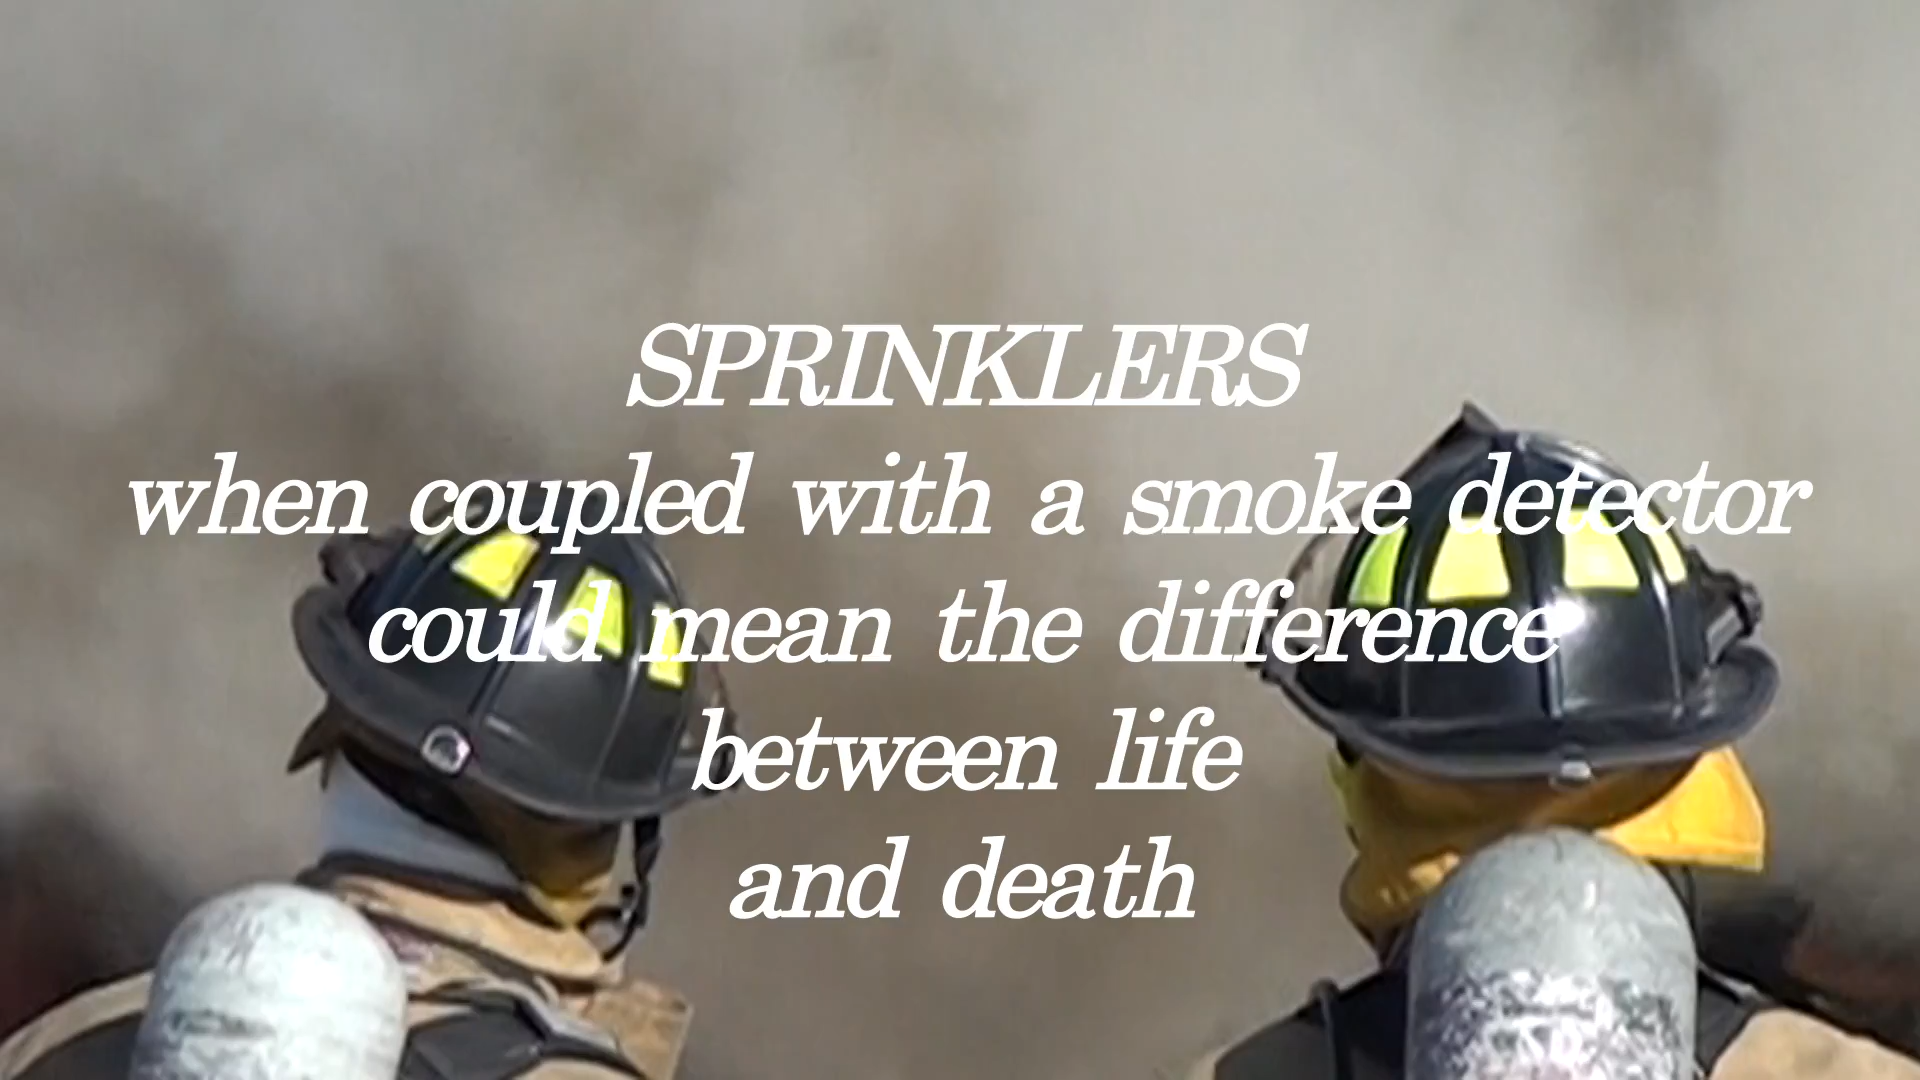 SPRINKLERS
when coupled with a smoke detector
could mean the difference
between life
and death